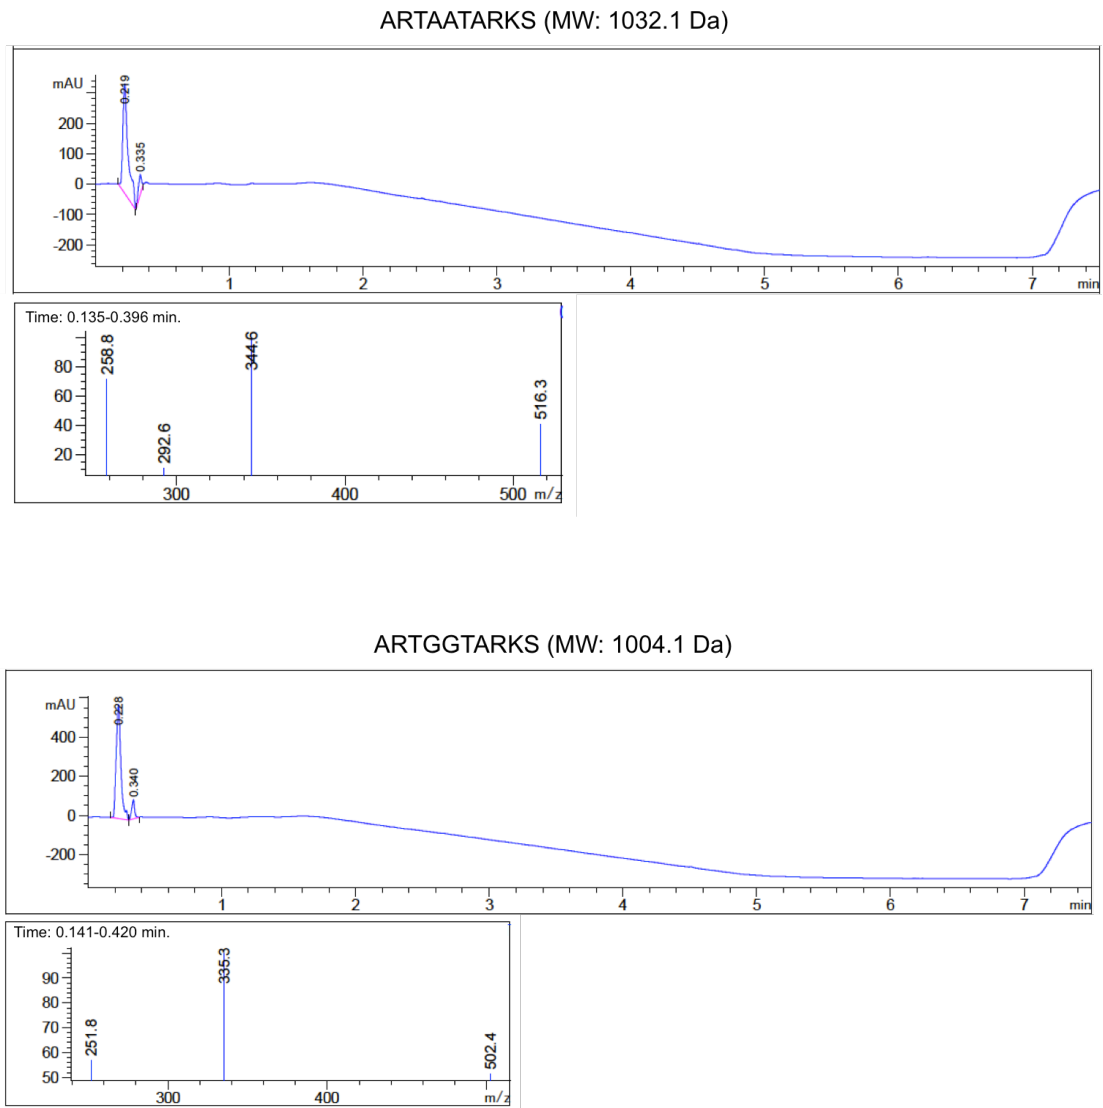 ARTAATARKS (MW: 1032.1 Da)
mAU
0.219
0.335
200
100
0
-100
-200
1 2 3 4 5 6 7 min
Time: 0.135-0.396 min.
258.8
292.6
344.6
516.3
80
60
40
20
300 400 500 m/z
ARTGGTARKS (MW: 1004.1 Da)
mAU
0.228
0.340
400
200
0
-200
1 2 3 4 5 6 7 min
Time: 0.141-0.420 min.
251.8
335.3
502.4
90
80
70
60
50
300 400 m/z